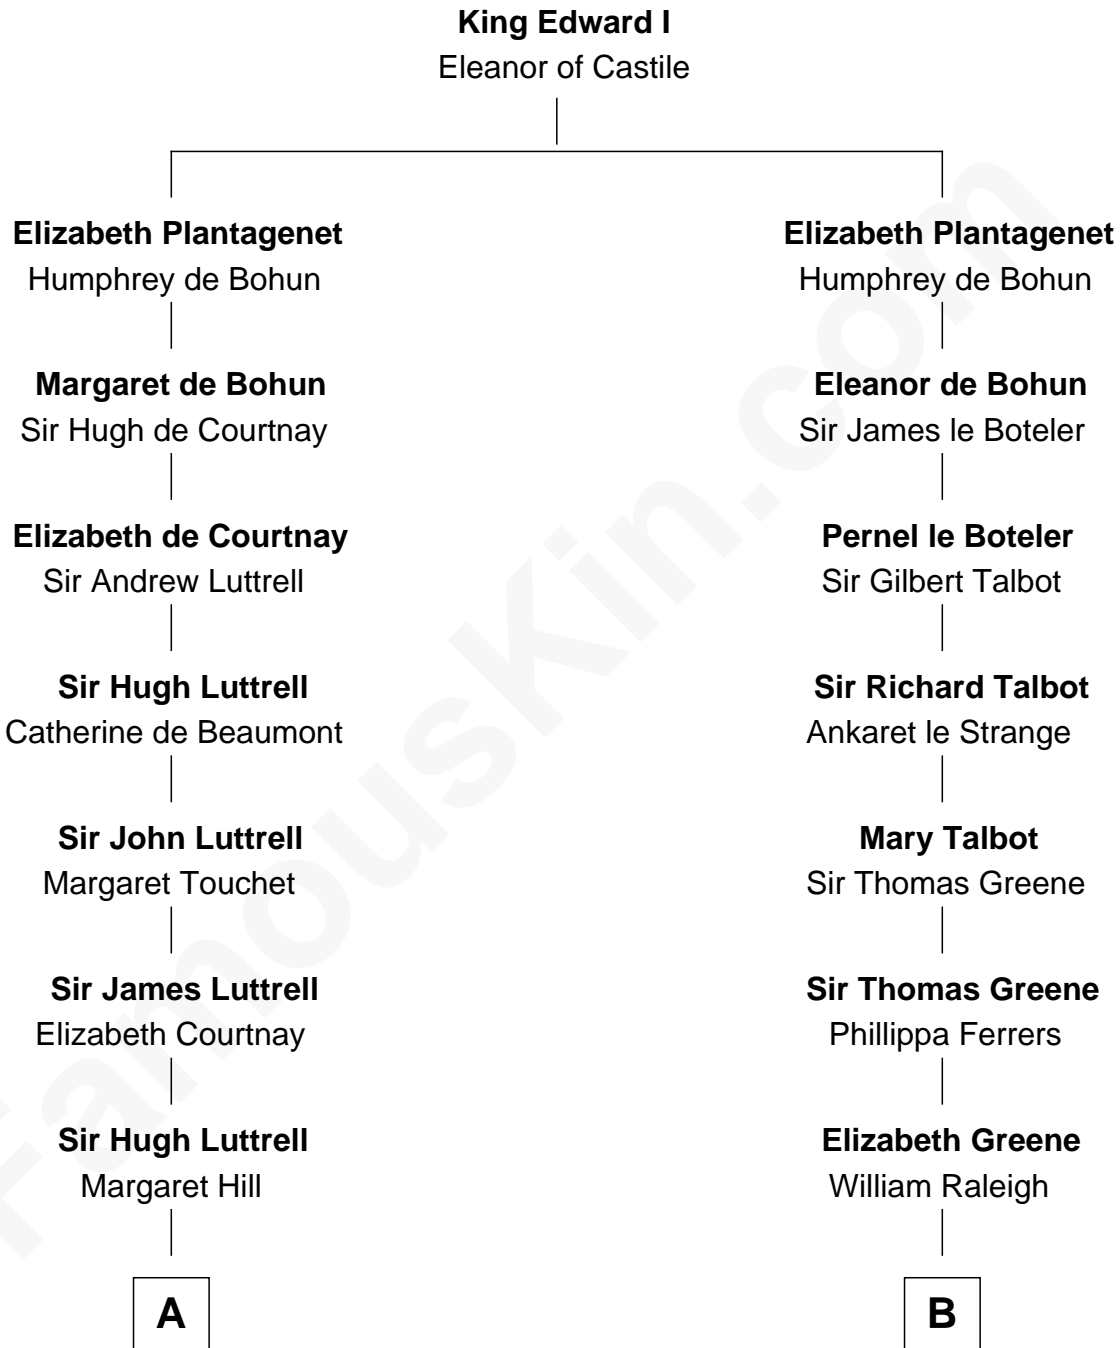 King Edward I
Eleanor of Castile
Elizabeth Plantagenet
Humphrey de Bohun
Margaret de Bohun
Sir Hugh de Courtnay
Elizabeth de Courtnay
Sir Andrew Luttrell
Sir Hugh Luttrell
Catherine de Beaumont
Sir John Luttrell
Margaret Touchet
Sir James Luttrell
Elizabeth Courtnay
Sir Hugh Luttrell
Margaret Hill
A
Elizabeth Plantagenet
Humphrey de Bohun
Eleanor de Bohun
Sir James le Boteler
Pernel le Boteler
Sir Gilbert Talbot
Sir Richard Talbot
Ankaret le Strange
Mary Talbot
Sir Thomas Greene
Sir Thomas Greene
Phillippa Ferrers
Elizabeth Greene
William Raleigh
B
FamousKin.com